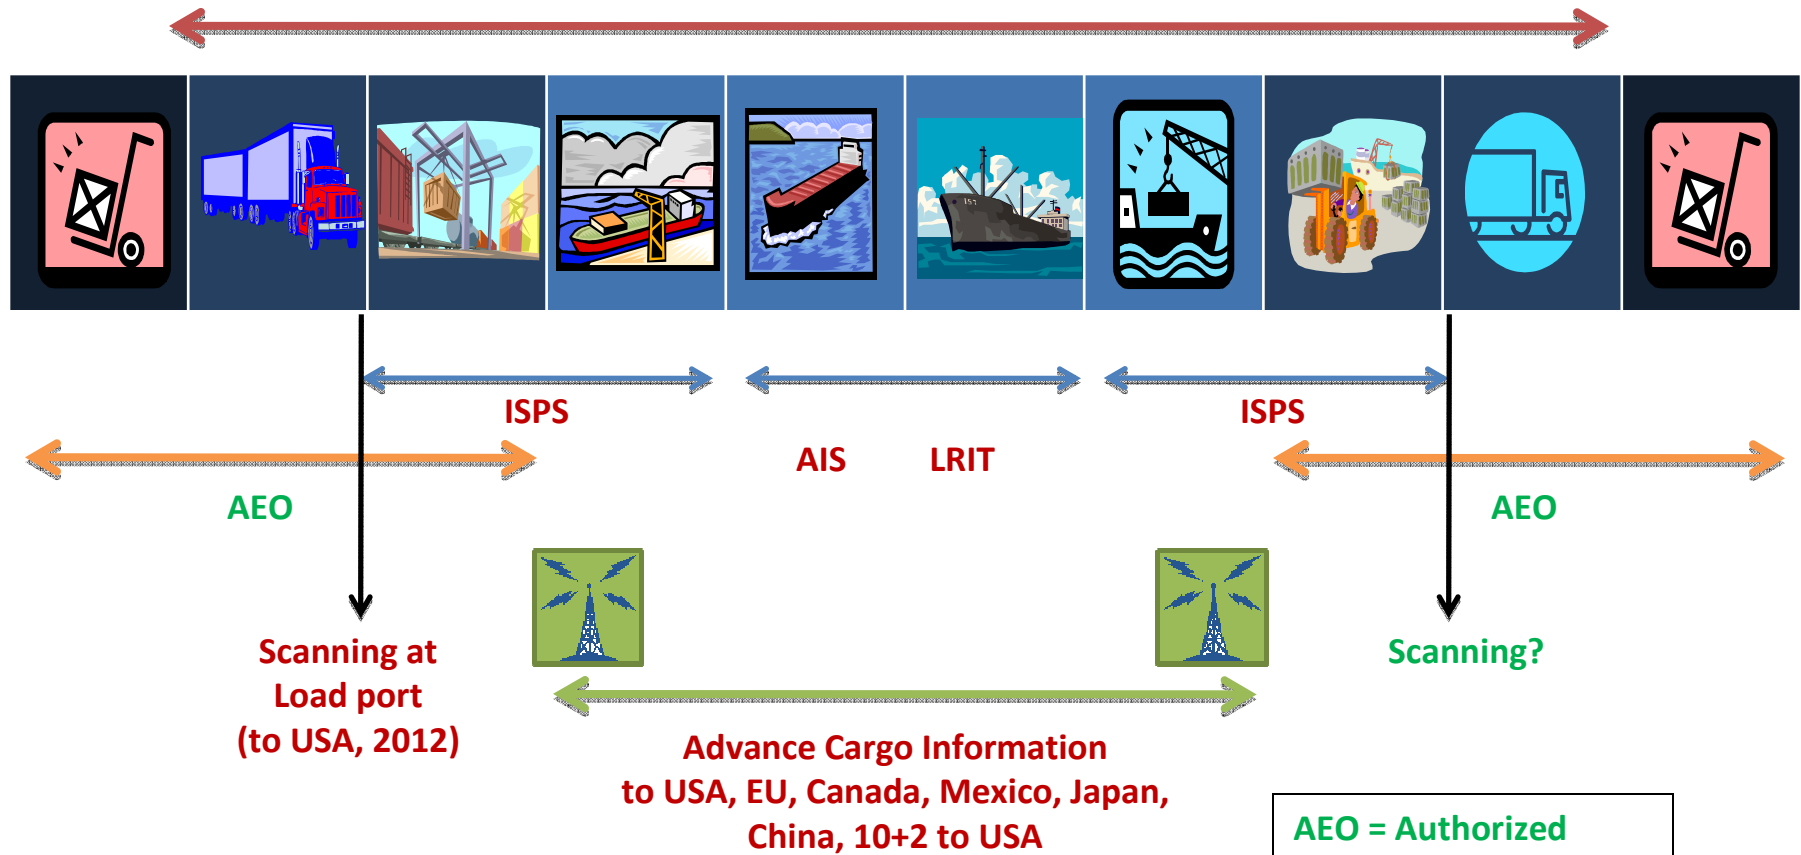 ISPS
ISPS
AIS
LRIT
AEO
AEO
Scanning at
Load port
(to USA, 2012)
Scanning?
Advance Cargo Information
to USA, EU, Canada, Mexico, Japan,
China, 10+2 to USA
AEO = Authorized